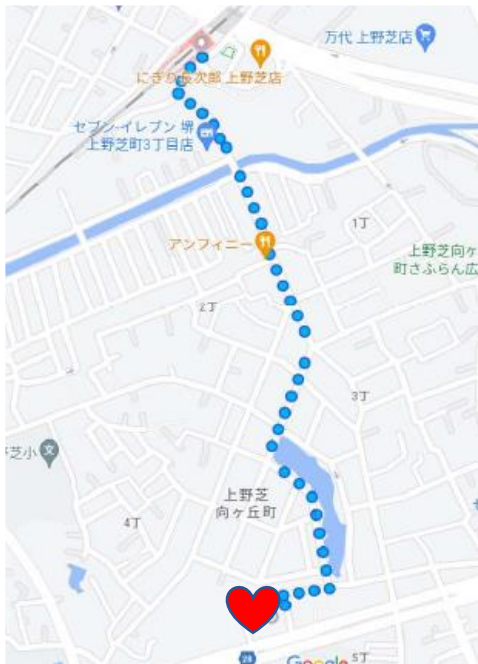 万代 上野芝店
にぎり長次郎 上野芝店
セブン-イレブン 堺
上野芝町3丁目店
1丁
アンフィニー
上野芝向ヶ
町さふらん広
2丁
3丁
芝小
上野芝
向ヶ丘町
4丁
28
Google
5丁